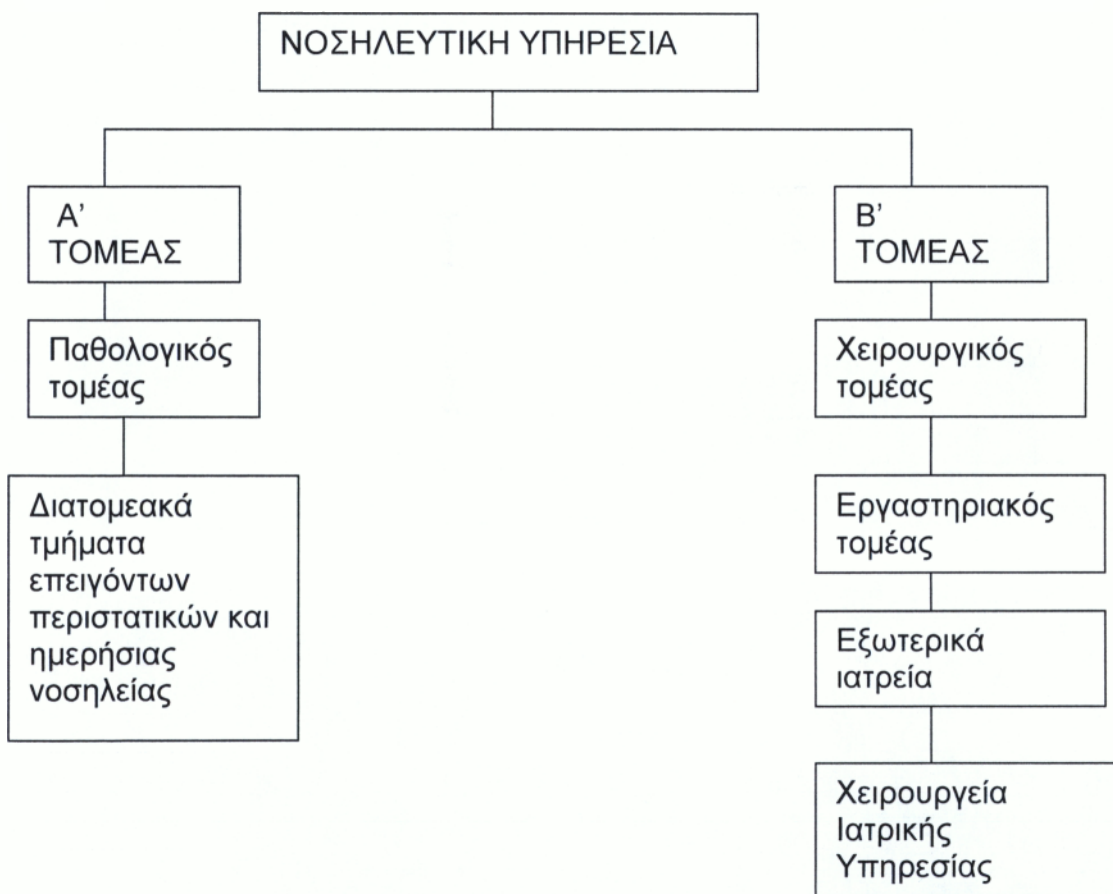 ΝΟΣΗΛΕΥΤΙΚΗ ΥΠΗΡΕΣΙΑ
Α’
ΤΟΜΕΑΣ
Β’
ΤΟΜΕΑΣ
Παθολογικός
τομέας
Χειρουργικός
τομέας
Διατομεακά
τμήματα
επειγόντων
περιστατικών και
ημερήσιας
νοσηλείας
Εργαστηριακός
τομέας
Εξωτερικά
ιατρεία
Χειρουργεία
Ιατρικής
Υπηρεσίας